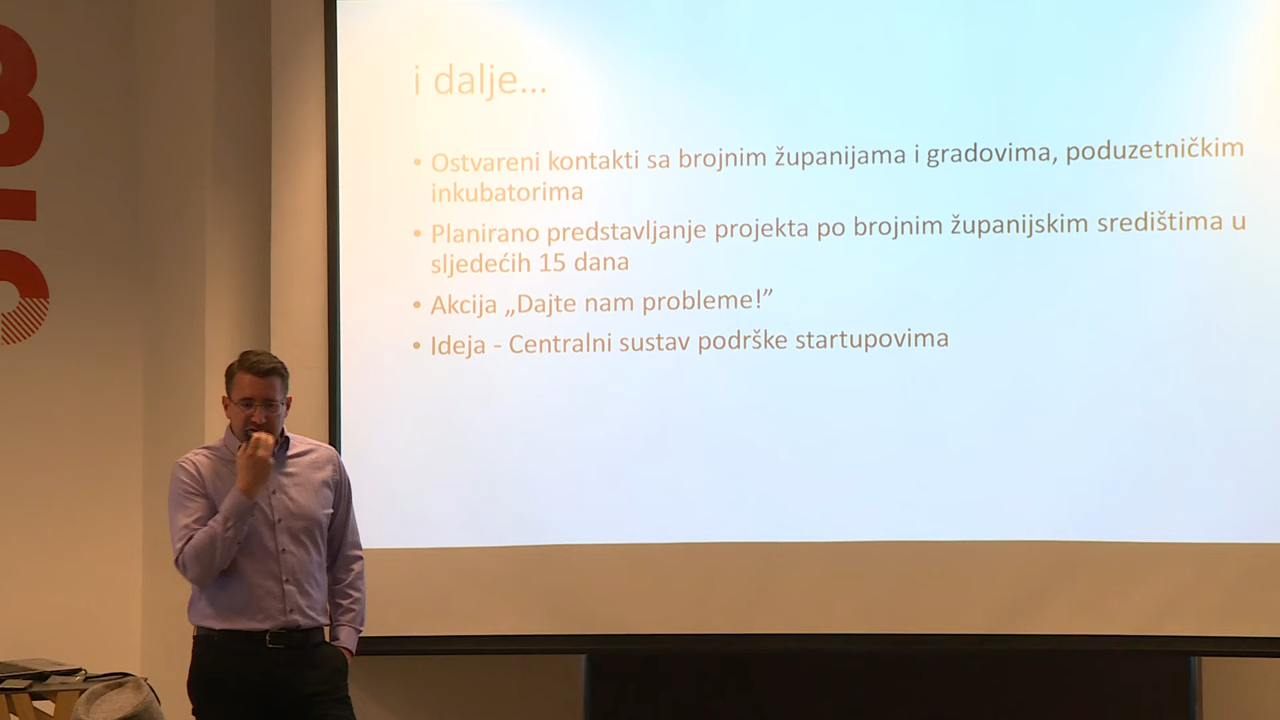 i dalje...
• Ostvareni kontakti sa brojnim županijama i gradovima, poduzetničkim
inkubatorima
• Planirano predstavljanje projekta po brojnim županijskim središtima u
sljedećih 15 dana
• Akcija „Dajte nam probleme!”
• Ideja - Centralni sustav podrške startupovima